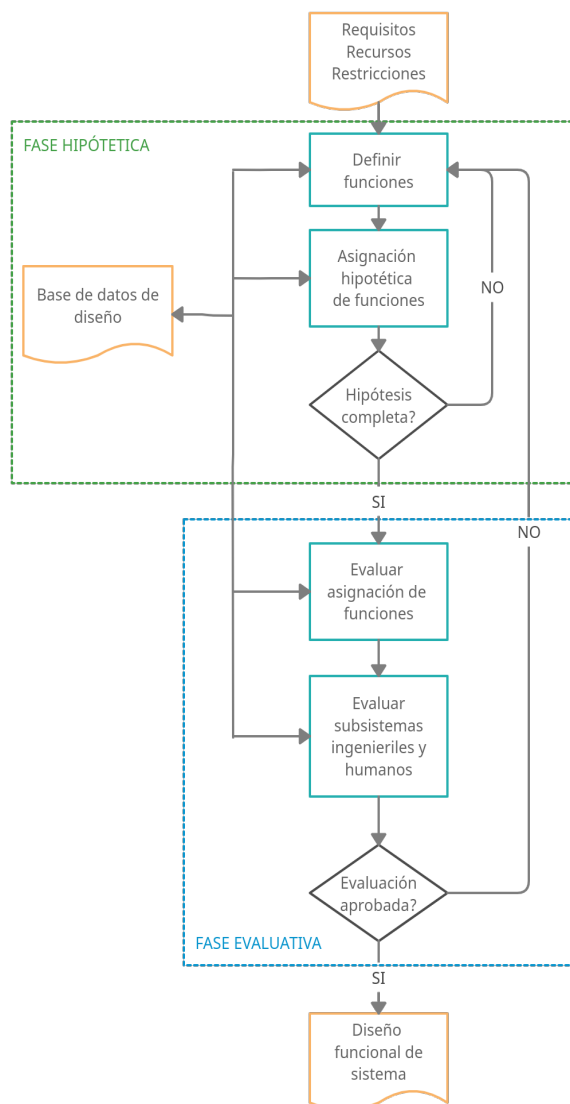 Requisitos
Recursos
Restricciones
FASE HIPÓTETICA
Definir
funciones
Asignación
hipotética
de funciones
NO
Base de datos de
diseño
Hipótesis
completa?
SI
NO
Evaluar
asignación de
funciones
Evaluar
subsistemas
ingenieriles y
humanos
Evaluación
aprobada?
FASE EVALUATIVA
SI
Diseño
funcional de
sistema